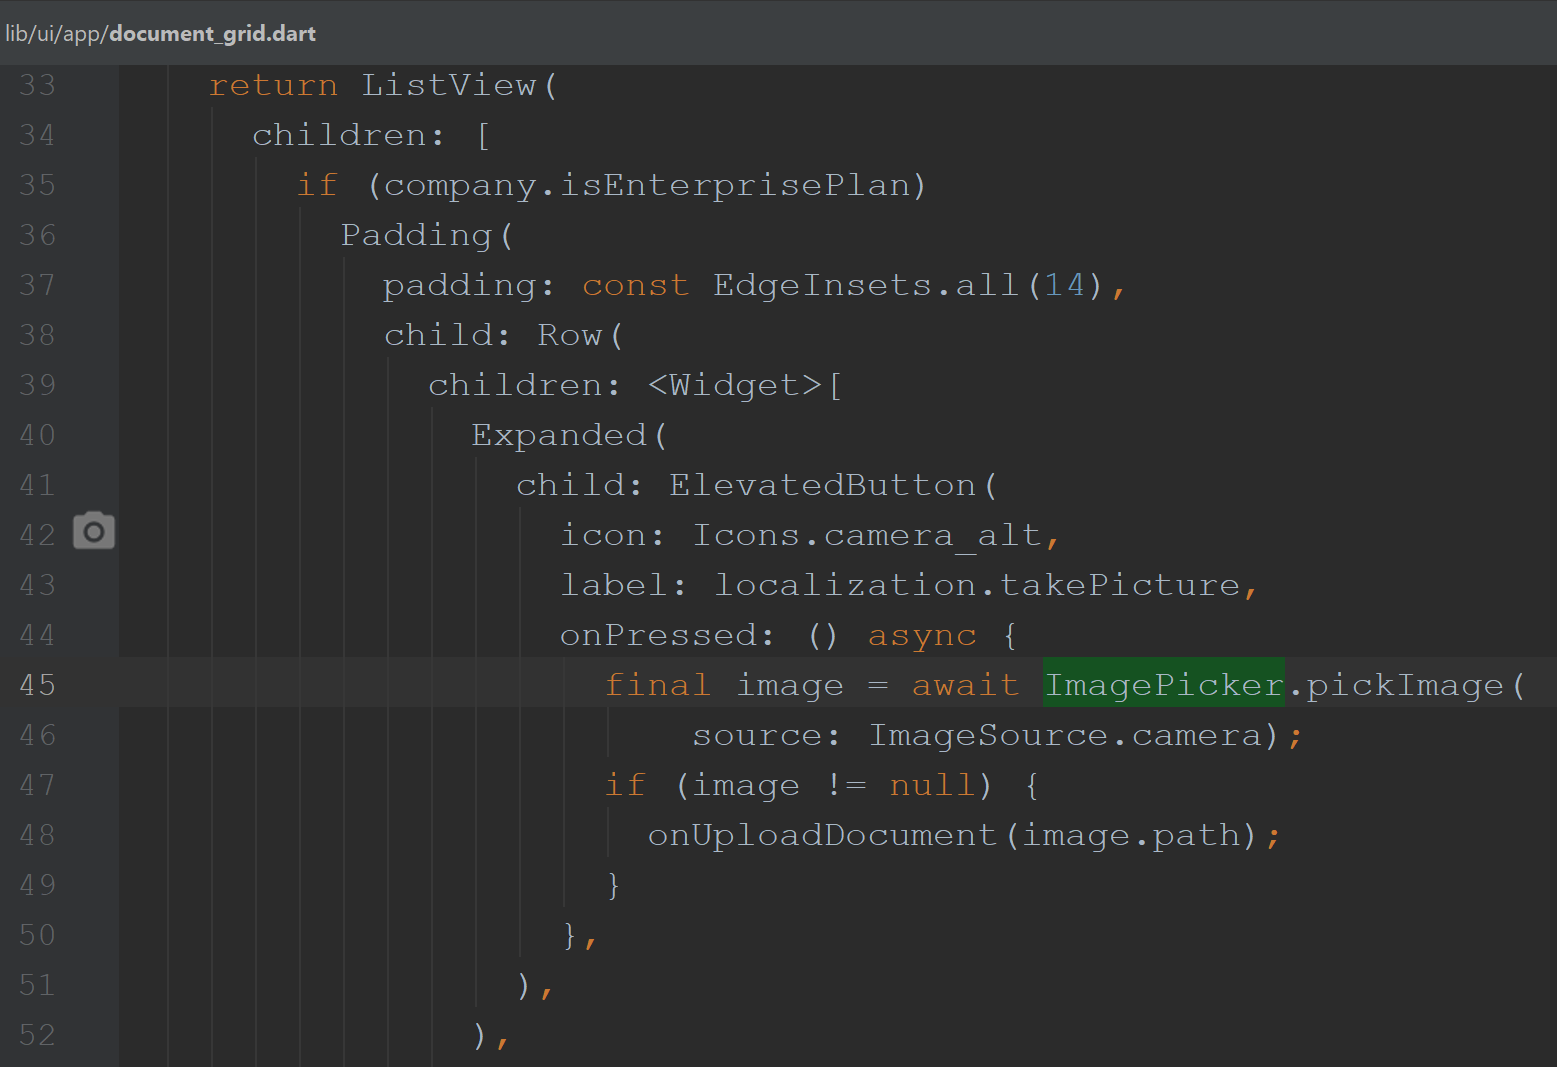 lib/ui/app/document_grid.dart
33 return ListView(
34 children: [
35 if (company.isEnterprisePlan)
36 Padding(
37 padding: const EdgeInsets.all(14),
38 child: Row(
39 children: <Widget>[
40 Expanded(
41 child: ElevatedButton(
42 icon: Icons.camera_alt,
43 label: localization.takePicture,
44 onPressed: () async {
45 final image = await ImagePicker.pickImage(
46 source: ImageSource.camera);
47 if (image != null) {
48 onUploadDocument(image.path);
49 }
50 },
51 ),
52 ),